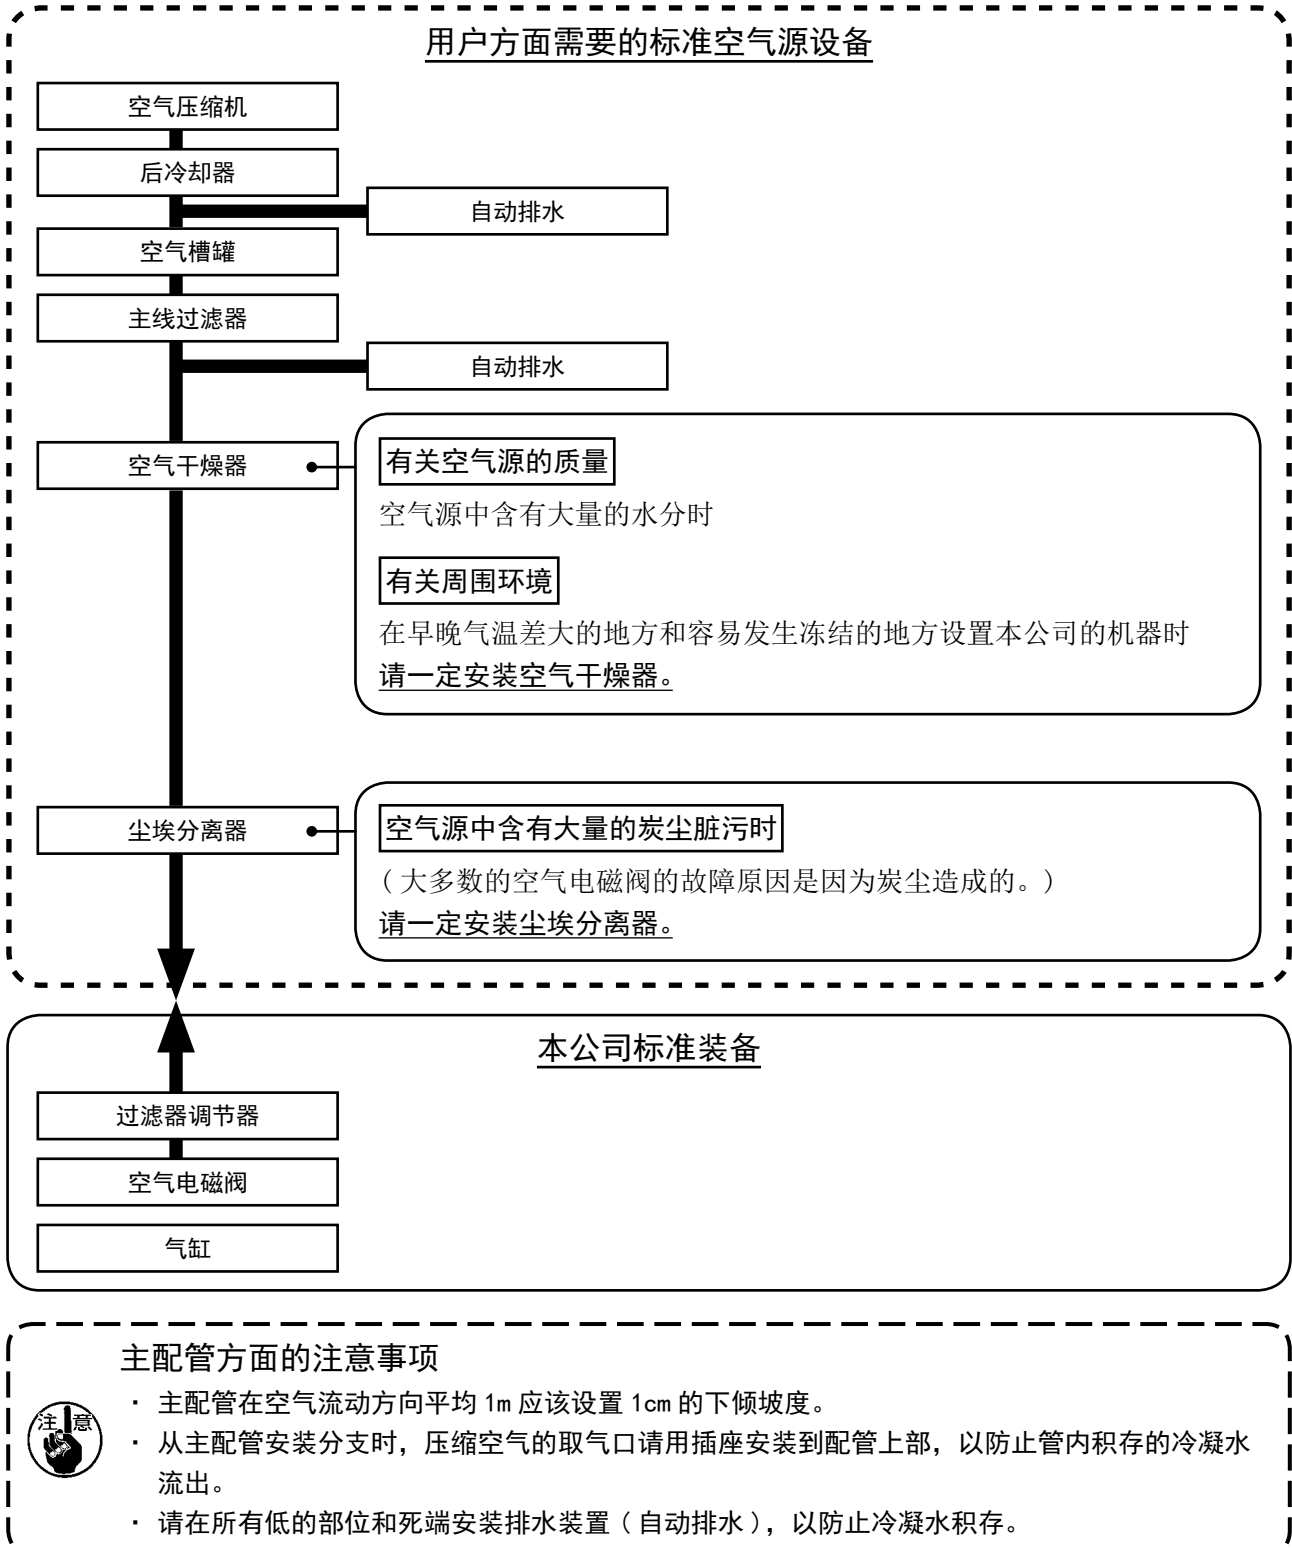 用户方面需要的标准空气源设备
空气压缩机
后冷却器
自动排水
空气槽罐
主线过滤器
自动排水
空气干燥器
有关空气源的质量
空气源中含有大量的水分时
有关周围环境
在早晚气温差大的地方和容易发生冻结的地方设置本公司的机器时
请一定安装空气干燥器。
尘埃分离器
空气源中含有大量的炭尘脏污时
(大多数的空气电磁阀的故障原因是因为炭尘造成的。)
请一定安装尘埃分离器。
本公司标准装备
过滤器调节器
空气电磁阀
气缸
主配管方面的注意事项
注意
· 主配管在空气流动方向平均 1m 应该设置 1cm 的下倾坡度。
· 从主配管安装分支时，压缩空气的取气口请用插座安装到配管上部，以防止管内积存的冷凝水
流出。
· 请在所有低的部位和死端安装排水装置(自动排水)，以防止冷凝水积存。